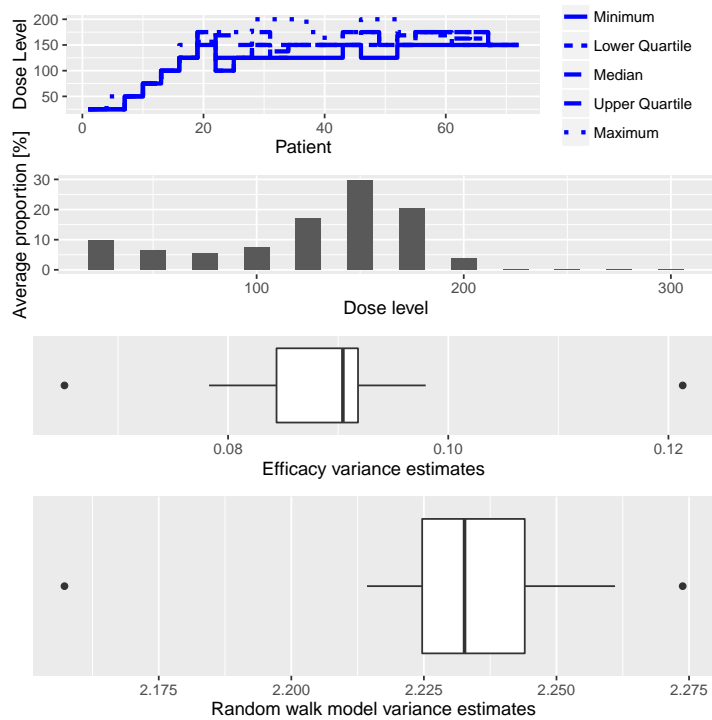 Dose Level
200
150
100
50
0 20 40 60
Patient
Minimum
Lower Quartile
Median
Upper Quartile
Maximum
Average proportion [%]
30
20
10
0
100 200 300
Dose level
0.08 0.10 0.12
Efficacy variance estimates
2.175 2.200 2.225 2.250 2.275
Random walk model variance estimates